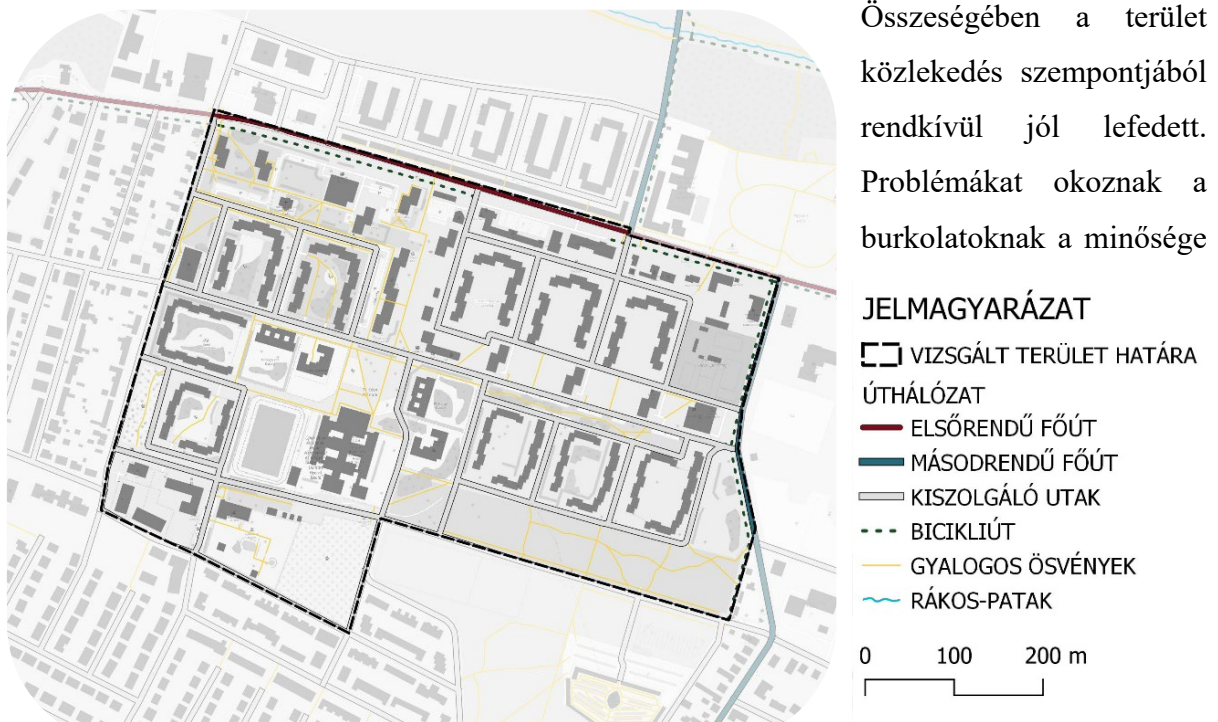 Összeségében a terület
közlekedés szempontjából
rendkívül jól lefedett.
Problémákat okoznak a
burkolatoknak a minősége
JELMAGYARÁZAT
VIZSGÁLT TERÜLET HATÁRA
ÚTHÁLÓZAT
ELSŐRENDŰ FŐÚT
MÁSODRENDŰ FŐÚT
KISZOLGÁLÓ UTAK
BICIKLIÚT
GYALOGOS ÖSVÉNYEK
RÁKOS-PATAK
0 100 200 m